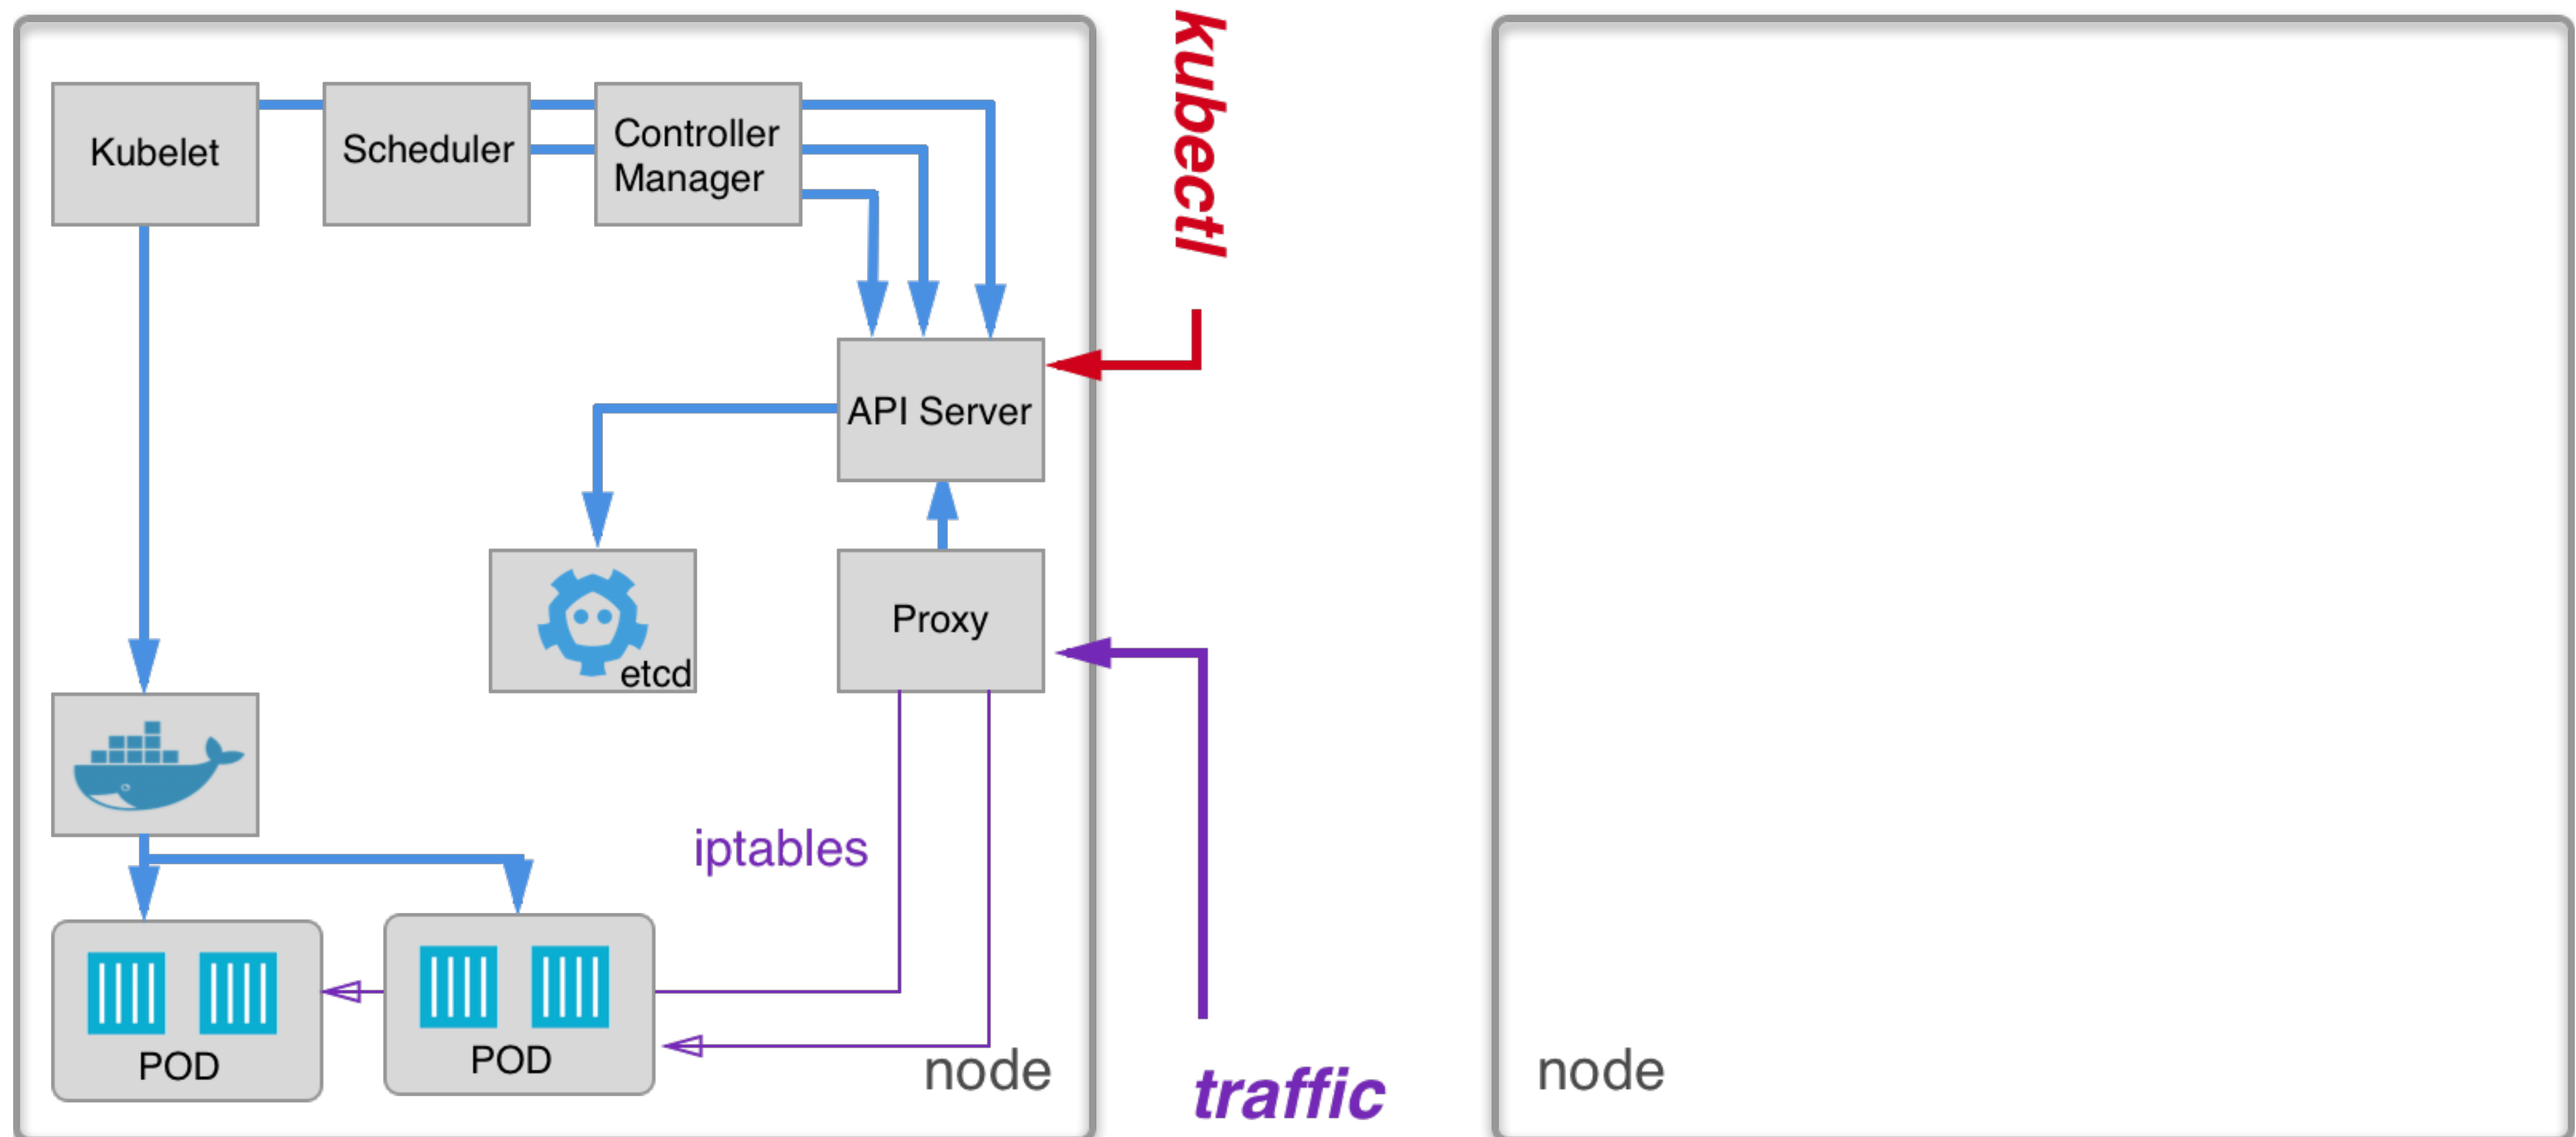 kubectl
Kubelet
Scheduler
Controller
Manager
API Server
etcd
Proxy
iptables
POD
POD
node
traffic
node